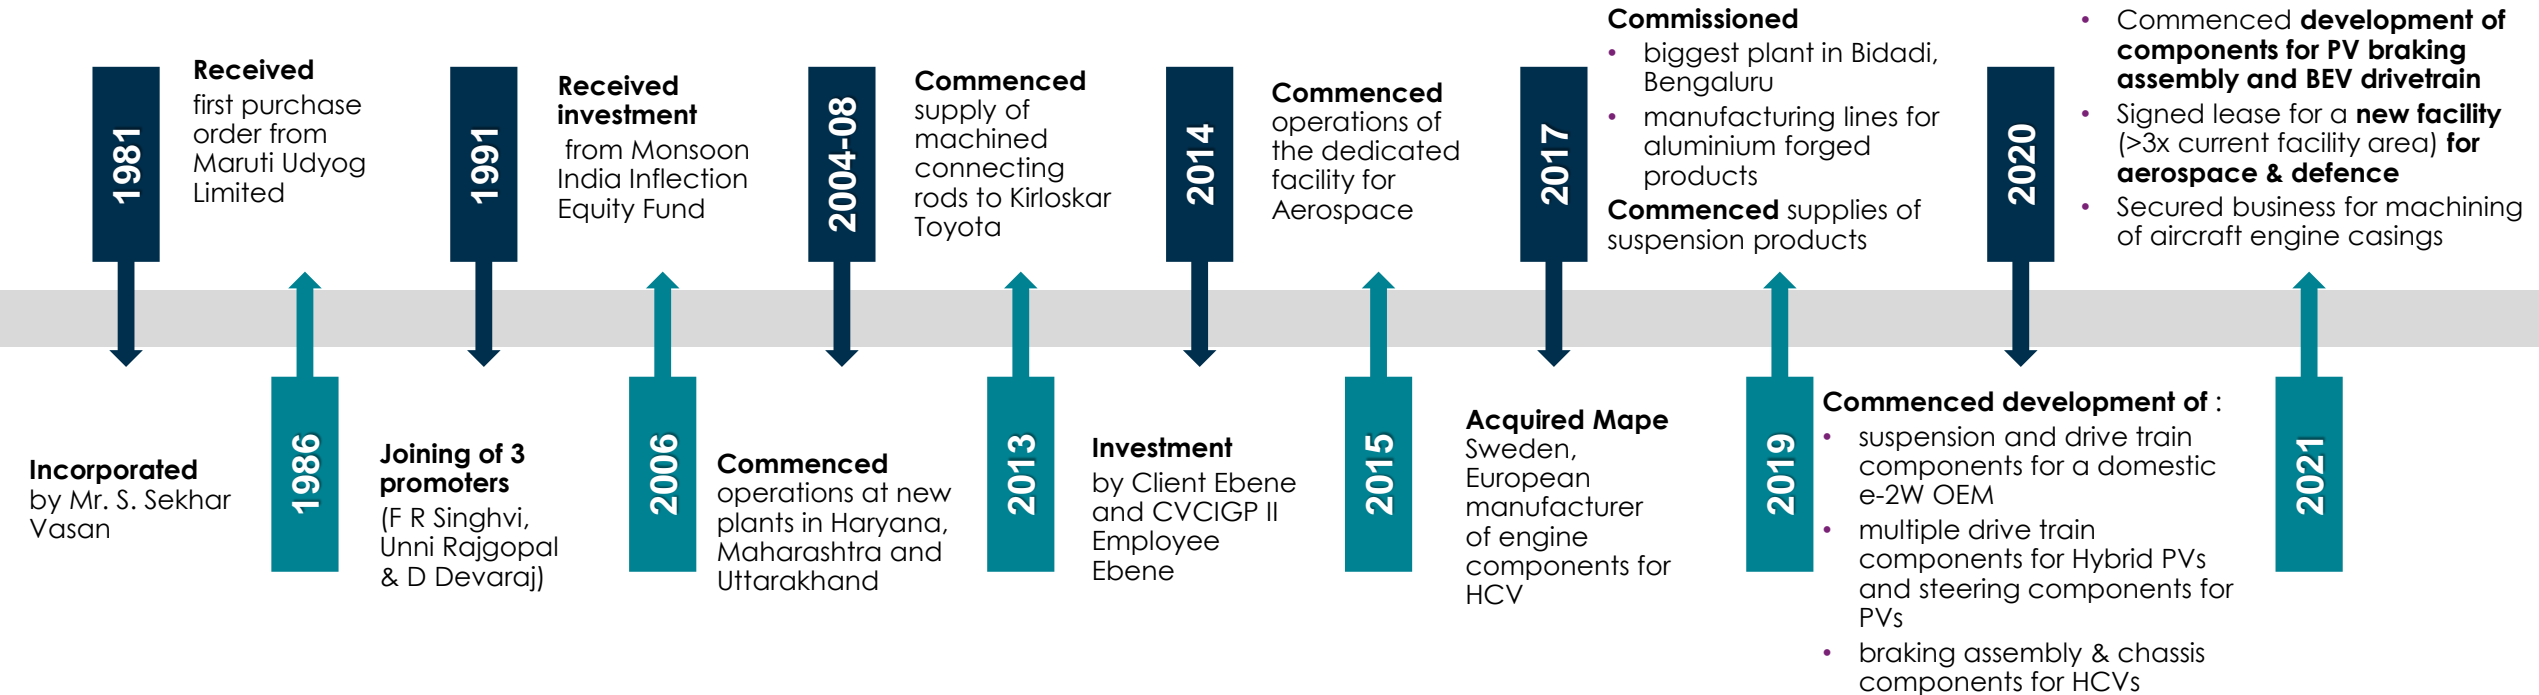 1981
Incorporated
by Mr. S. Sekhar
Vasan
Received
first purchase
order from
Maruti Udyog
Limited
1986
1991
Joining of 3
promoters
(F R Singhvi,
Unni Rajgopal
& D Devaraj)
Received
investment
from Monsoon
India Inflection
Equity Fund
2006
2004-08
Commenced
operations at new
plants in Haryana,
Maharashtra and
Uttarakhand
Commenced
supply of
machined
connecting
rods to Kirloskar
Toyota
2013
2014
Investment
by Client Ebene
and CVCIGP II
Employee
Ebene
Commenced
operations of
the dedicated
facility for
Aerospace
2015
2017
Acquired Mape
Sweden,
European
manufacturer
of engine
components for
HCV
Commissioned
• biggest plant in Bidadi,
Bengaluru
• manufacturing lines for
aluminium forged
products
Commenced supplies of
suspension products
2019
2020
Commenced development of :
• suspension and drive train
components for a domestic
e-2W OEM
• multiple drive train
components for Hybrid PVs
and steering components for
PVs
• braking assembly & chassis
components for HCVs
• Commenced development of
components for PV braking
assembly and BEV drivetrain
• Signed lease for a new facility
(>3x current facility area) for
aerospace & defence
• Secured business for machining
of aircraft engine casings
2021